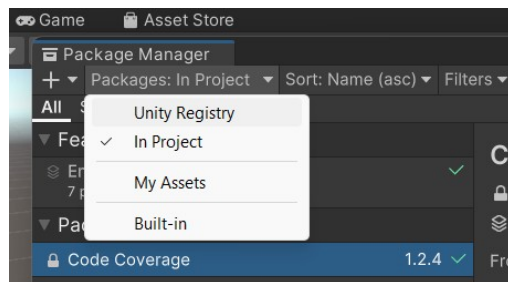 Game Asset Store
Package Manager
+ Packages: In Project Sort: Name (asc) Filters
All
Unity Registry
In Project
7
My Assets
Built-in
Code Coverage 1.2.4